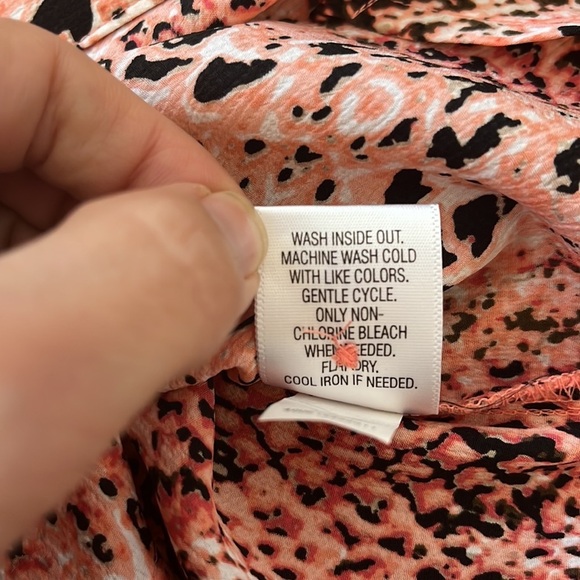 WASH INSIDE OUT.
MACHINE WASH COLD
WITH LIKE COLORS.
GENTLE CYCLE.
ONLY NON-
CHLORINE BLEACH
WHEN NEEDED.
FLAT DRY.
COOL IRON IF NEEDED.